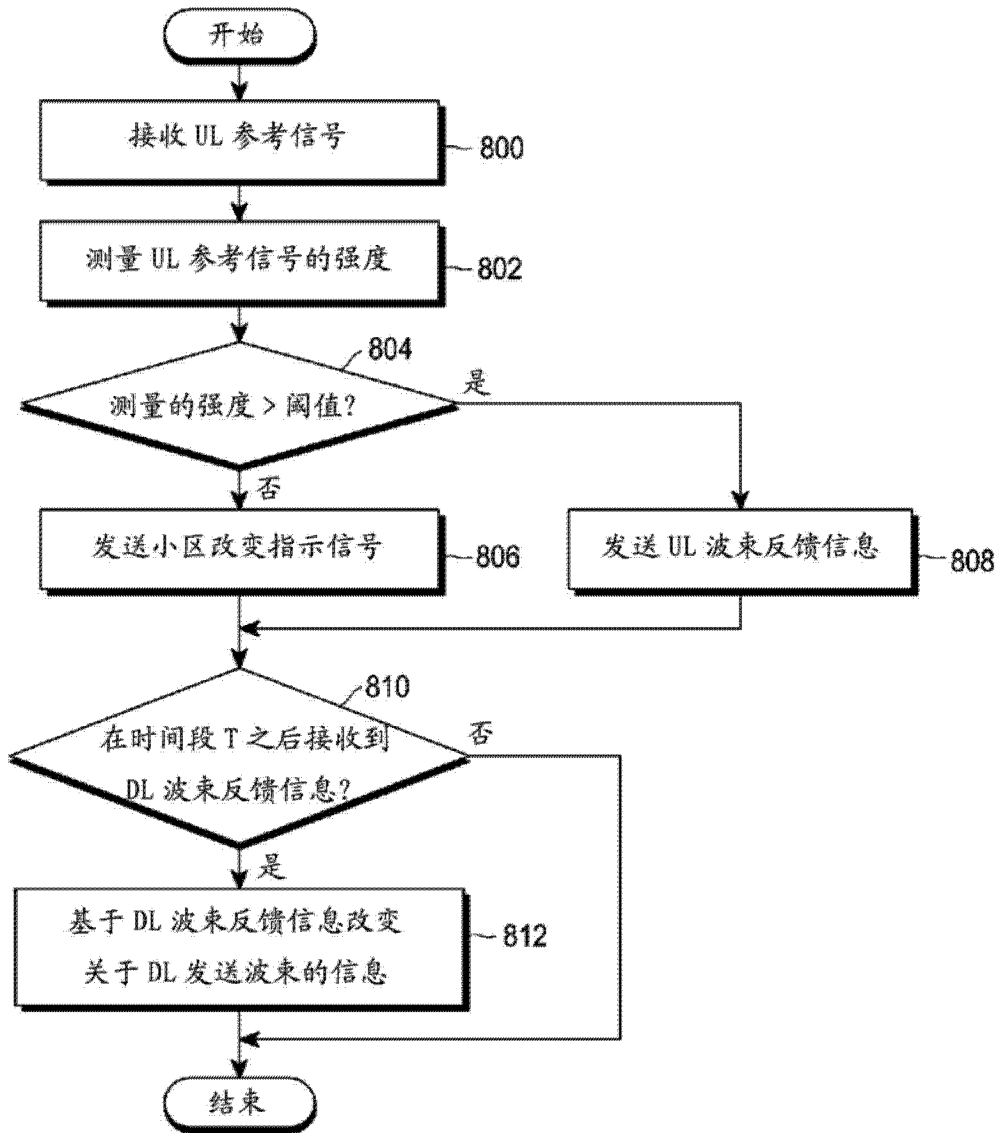 开始
接收 UL 参考信号
800
测量 UL 参考信号的强度
802
804
测量的强度 > 阈值?
是
否
发送小区改变指示信号
806
发送 UL 波束反馈信息
808
810
在时间段 T 之后接收到
DL 波束反馈信息?
否
是
基于 DL 波束反馈信息改变
关于 DL 发送波束的信息
812
结束